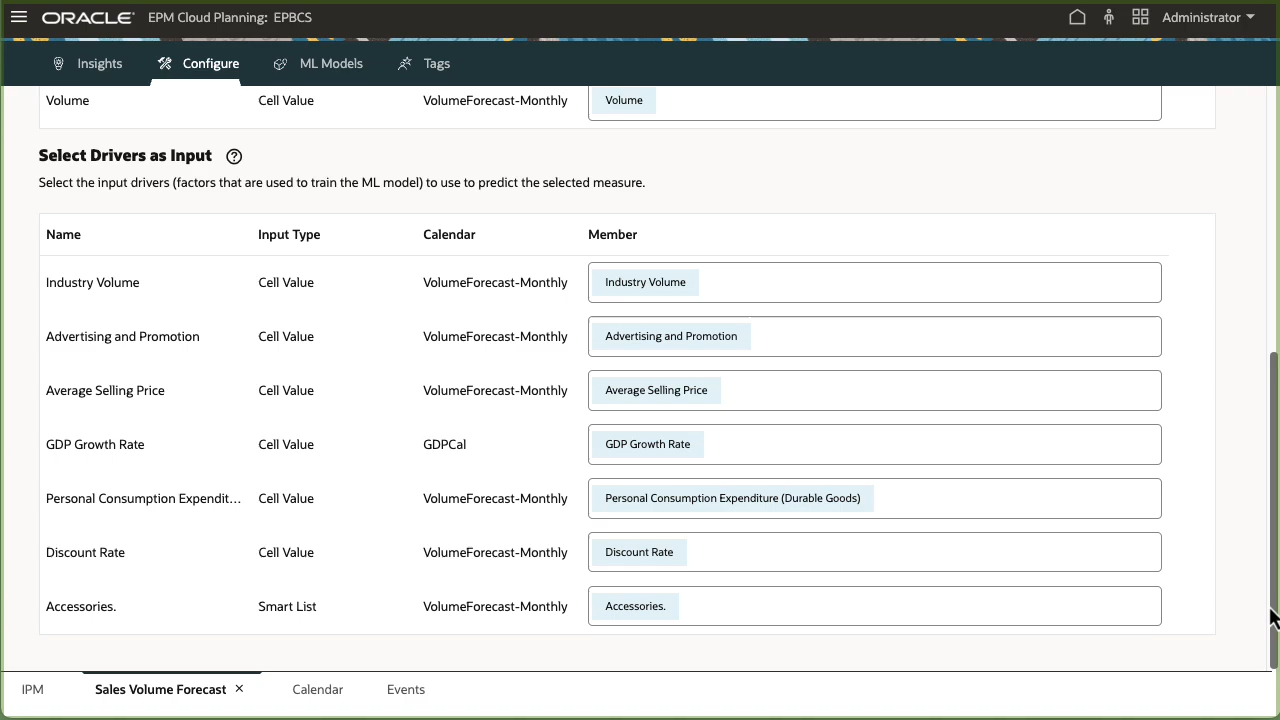 ORACLE EPM Cloud Planning: EPBCS Administrator
Insights Configure ML Models Tags
Volume Cell Value VolumeForecast-Monthly Volume
Select Drivers as Input ?
Select the input drivers (factors that are used to train the ML model) to use to predict the selected measure.
Name Input Type Calendar Member
Industry Volume Cell Value VolumeForecast-Monthly Industry Volume
Advertising and Promotion Cell Value VolumeForecast-Monthly Advertising and Promotion
Average Selling Price Cell Value VolumeForecast-Monthly Average Selling Price
GDP Growth Rate Cell Value GDPCal GDP Growth Rate
Personal Consumption Expendit... Cell Value VolumeForecast-Monthly Personal Consumption Expenditure (Durable Goods)
Discount Rate Cell Value VolumeForecast-Monthly Discount Rate
Accessories. Smart List VolumeForecast-Monthly Accessories.
IPM Sales Volume Forecast × Calendar Events